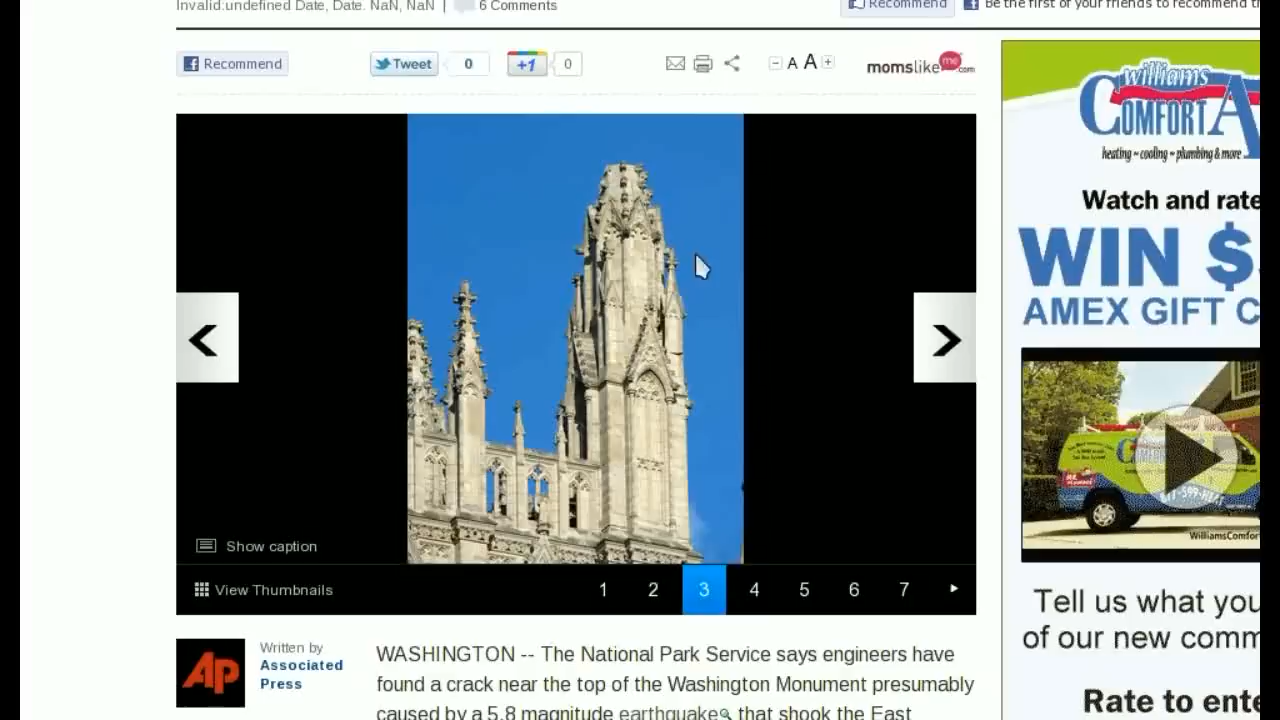 Invalid:undefined Date, Date. NaN, NaN | 6 Comments
Recommend
Be the first of your friends to recommend
Recommend
Tweet 0
+1 0
A A
momslikeme.com
williams
COMFORT A
heating ~ cooling ~ plumbing & more
Watch and rate
WIN $
AMEX GIFT C
WilliamsComfor
Show caption
View Thumbnails
1 2 3 4 5 6 7
AP
Written by
Associated
Press
WASHINGTON -- The National Park Service says engineers have
found a crack near the top of the Washington Monument presumably
caused by a 5.8 magnitude earthquake that shook the East
Tell us what you
of our new comm
Rate to ente